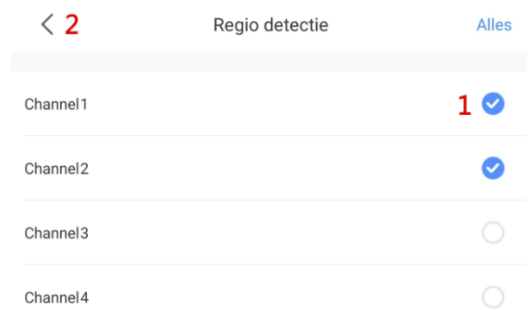 2 Regio detectie Alles
Channel1 1
Channel2
Channel3
Channel4